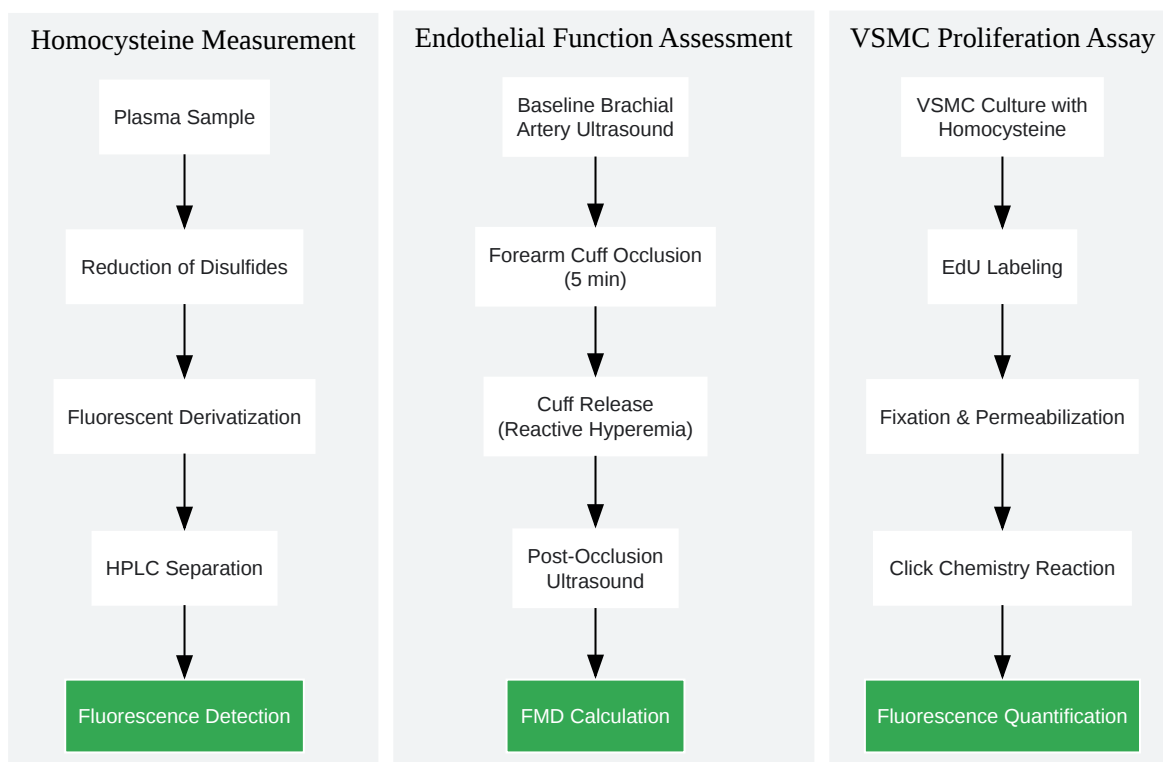 Homocysteine Measurement
Plasma Sample
Reduction of Disulfides
Fluorescent Derivatization
HPLC Separation
Fluorescence Detection
Endothelial Function Assessment
Baseline Brachial
Artery Ultrasound
Forearm Cuff Occlusion
(5 min)
Cuff Release
(Reactive Hyperemia)
Post-Occlusion
Ultrasound
FMD Calculation
VSMC Proliferation Assay
VSMC Culture with
Homocysteine
EdU Labeling
Fixation & Permeabilization
Click Chemistry Reaction
Fluorescence Quantification